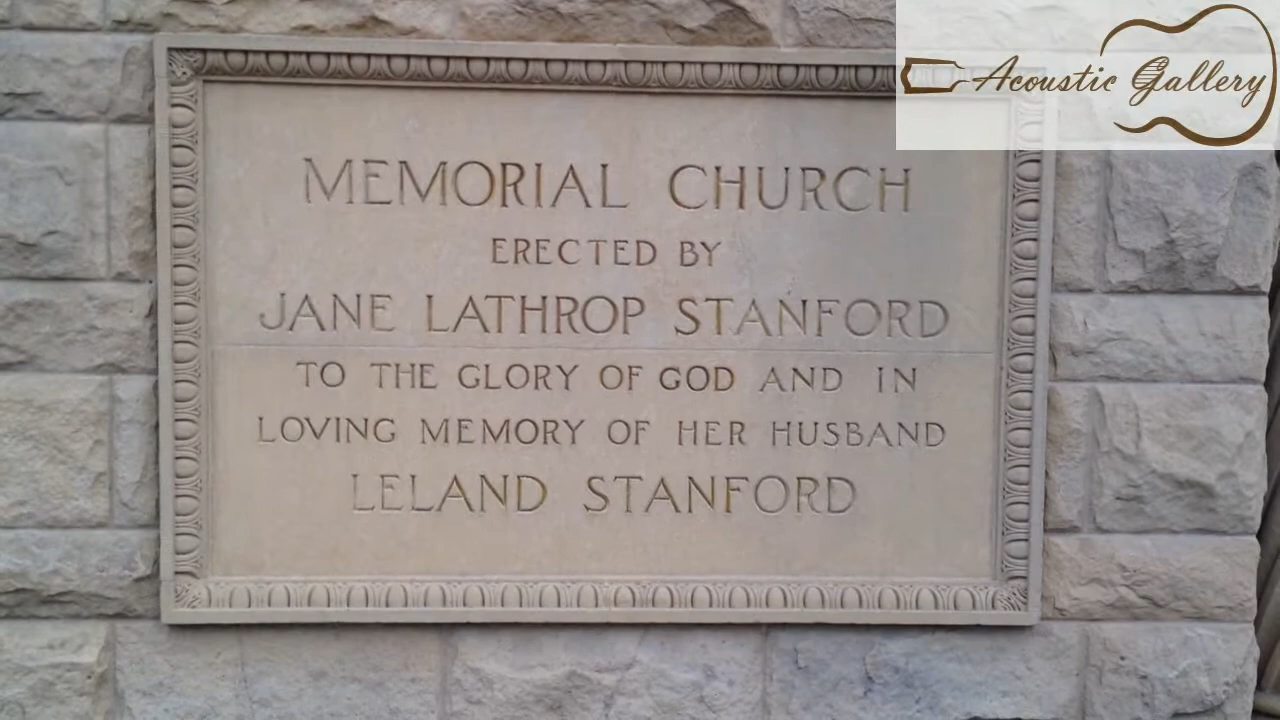 Acoustic Gallery
MEMORIAL CHURCH
ERECTED BY
JANE LATHROP STANFORD
TO THE GLORY OF GOD AND IN
LOVING MEMORY OF HER HUSBAND
LELAND STANFORD